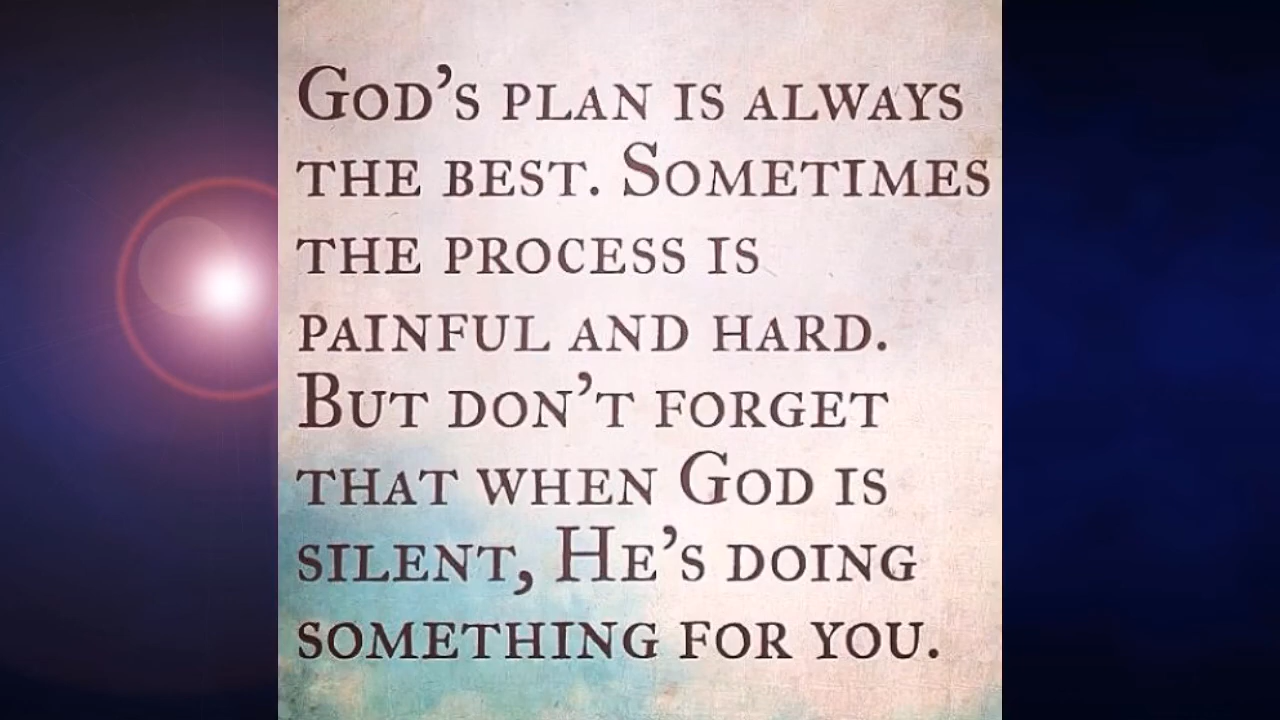 God's plan is always
the best. Sometimes
the process is
painful and hard.
But don't forget
that when God is
silent, He's doing
something for you.